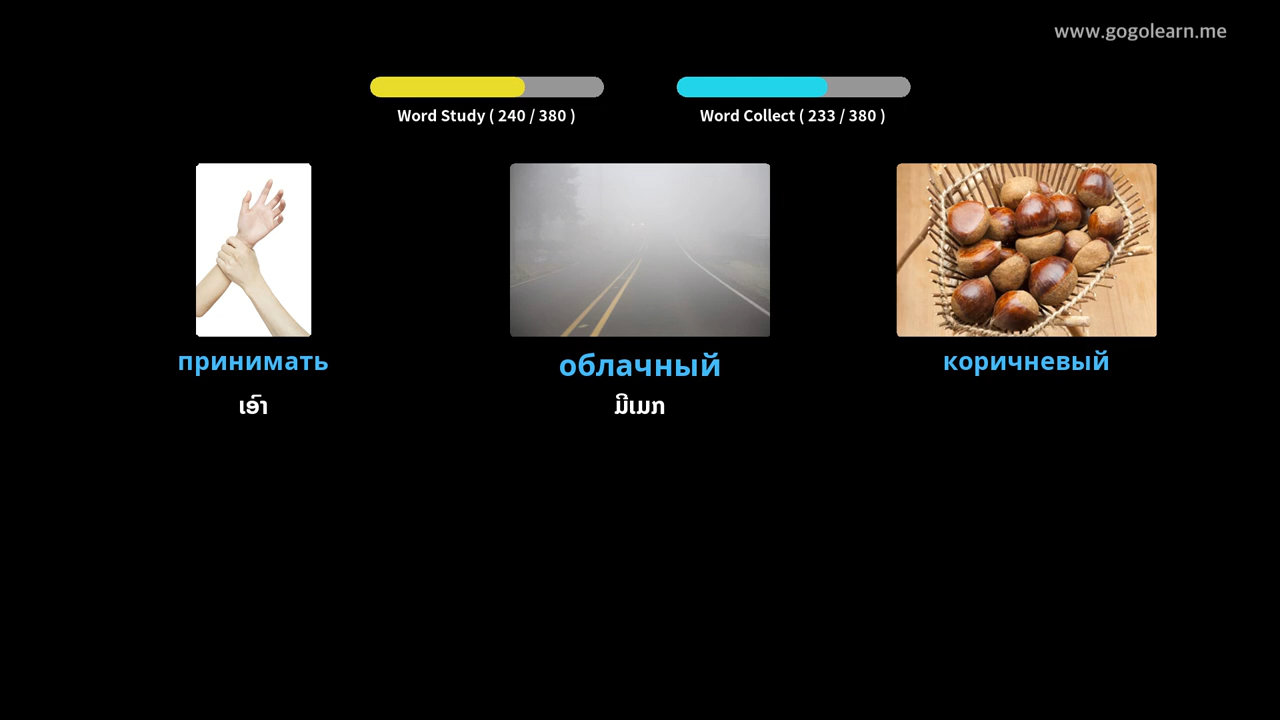 www.gogolearn.me
Word Study ( 240 / 380 )
Word Collect ( 233 / 380 )
принимать
облачный
коричневый
ເອົາ
ມີເມກ